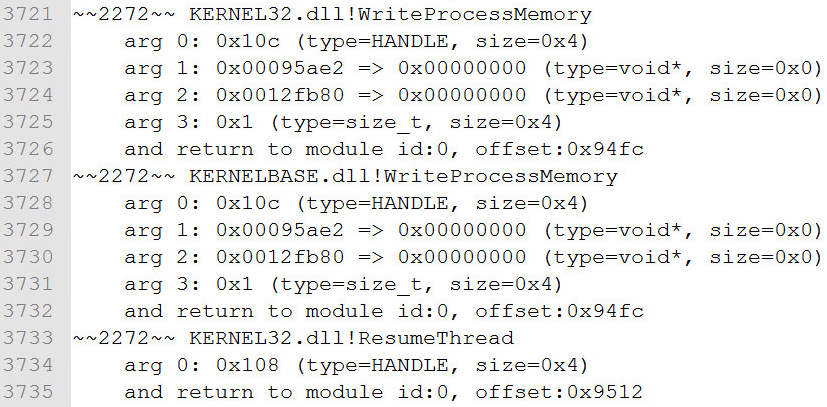 3721 ~~2272~~ KERNEL32.dll!WriteProcessMemory
3722     arg 0: 0x10c (type=HANDLE, size=0x4)
3723     arg 1: 0x00095ae2 => 0x00000000 (type=void*, size=0x0)
3724     arg 2: 0x0012fb80 => 0x00000000 (type=void*, size=0x0)
3725     arg 3: 0x1 (type=size_t, size=0x4)
3726     and return to module id:0, offset:0x94fc
3727 ~~2272~~ KERNELBASE.dll!WriteProcessMemory
3728     arg 0: 0x10c (type=HANDLE, size=0x4)
3729     arg 1: 0x00095ae2 => 0x00000000 (type=void*, size=0x0)
3730     arg 2: 0x0012fb80 => 0x00000000 (type=void*, size=0x0)
3731     arg 3: 0x1 (type=size_t, size=0x4)
3732     and return to module id:0, offset:0x94fc
3733 ~~2272~~ KERNEL32.dll!ResumeThread
3734     arg 0: 0x108 (type=HANDLE, size=0x4)
3735     and return to module id:0, offset:0x9512